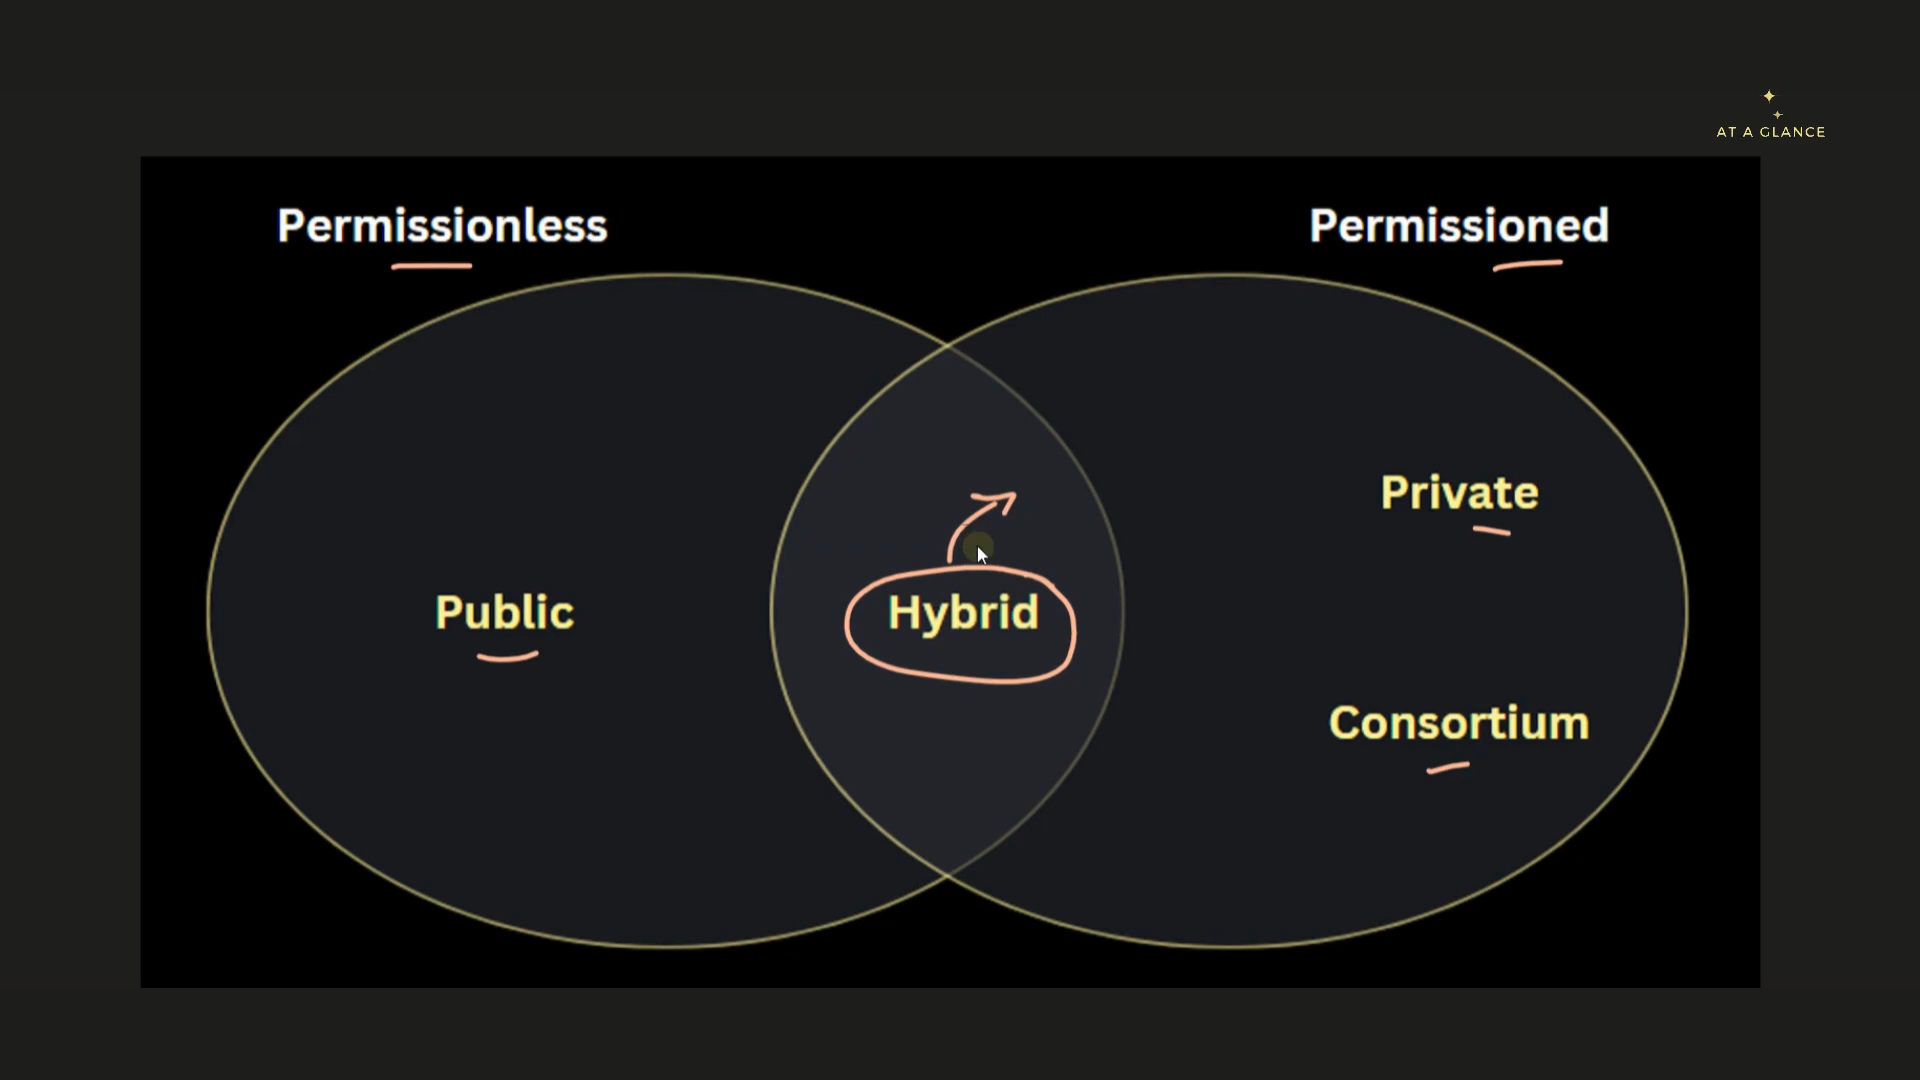 AT A GLANCE
Permissionless
Permissioned
Private
Public
Hybrid
Consortium